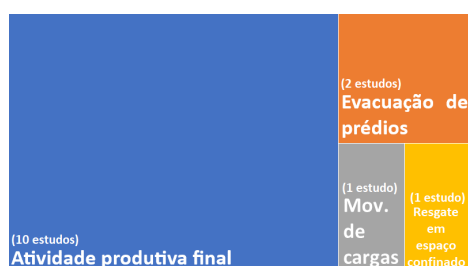 (10 estudos)
Atividade produtiva final
(2 estudos)
Evacuação de
prédios
(1 estudo)
Mov.
de
cargas
(1 estudo)
Resgate
em
espaço
confinado